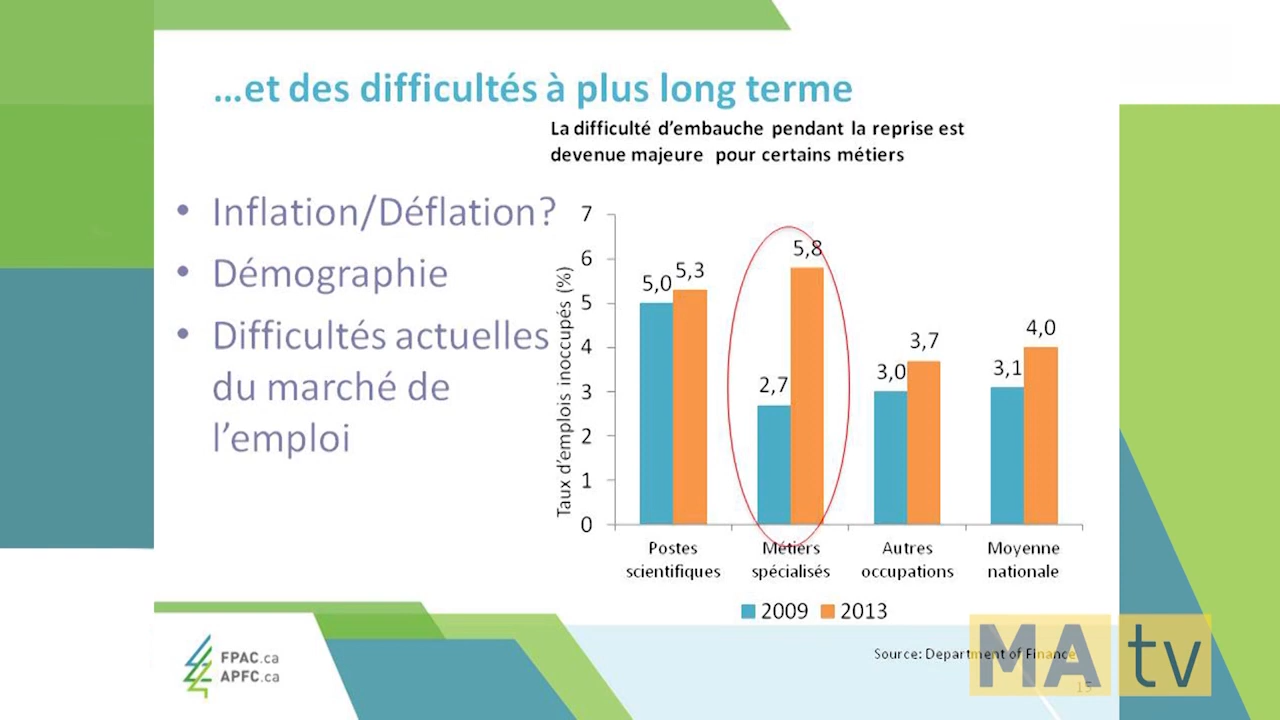 …et des difficultés à plus long terme
La difficulté d’embauche pendant la reprise est
devenue majeure pour certains métiers
• Inflation/Déflation?
• Démographie
• Difficultés actuelles
du marché de
l’emploi
Taux d’emplois inoccupés (%)
7
6
5
4
3
2
1
0
5,0
5,3
2,7
5,8
3,0
3,7
3,1
4,0
Postes
scientifiques
Métiers
spécialisés
Autres
occupations
Moyenne
nationale
2009
2013
FPAC.ca
APFC.ca
Source: Department of Finance
15
MAtv